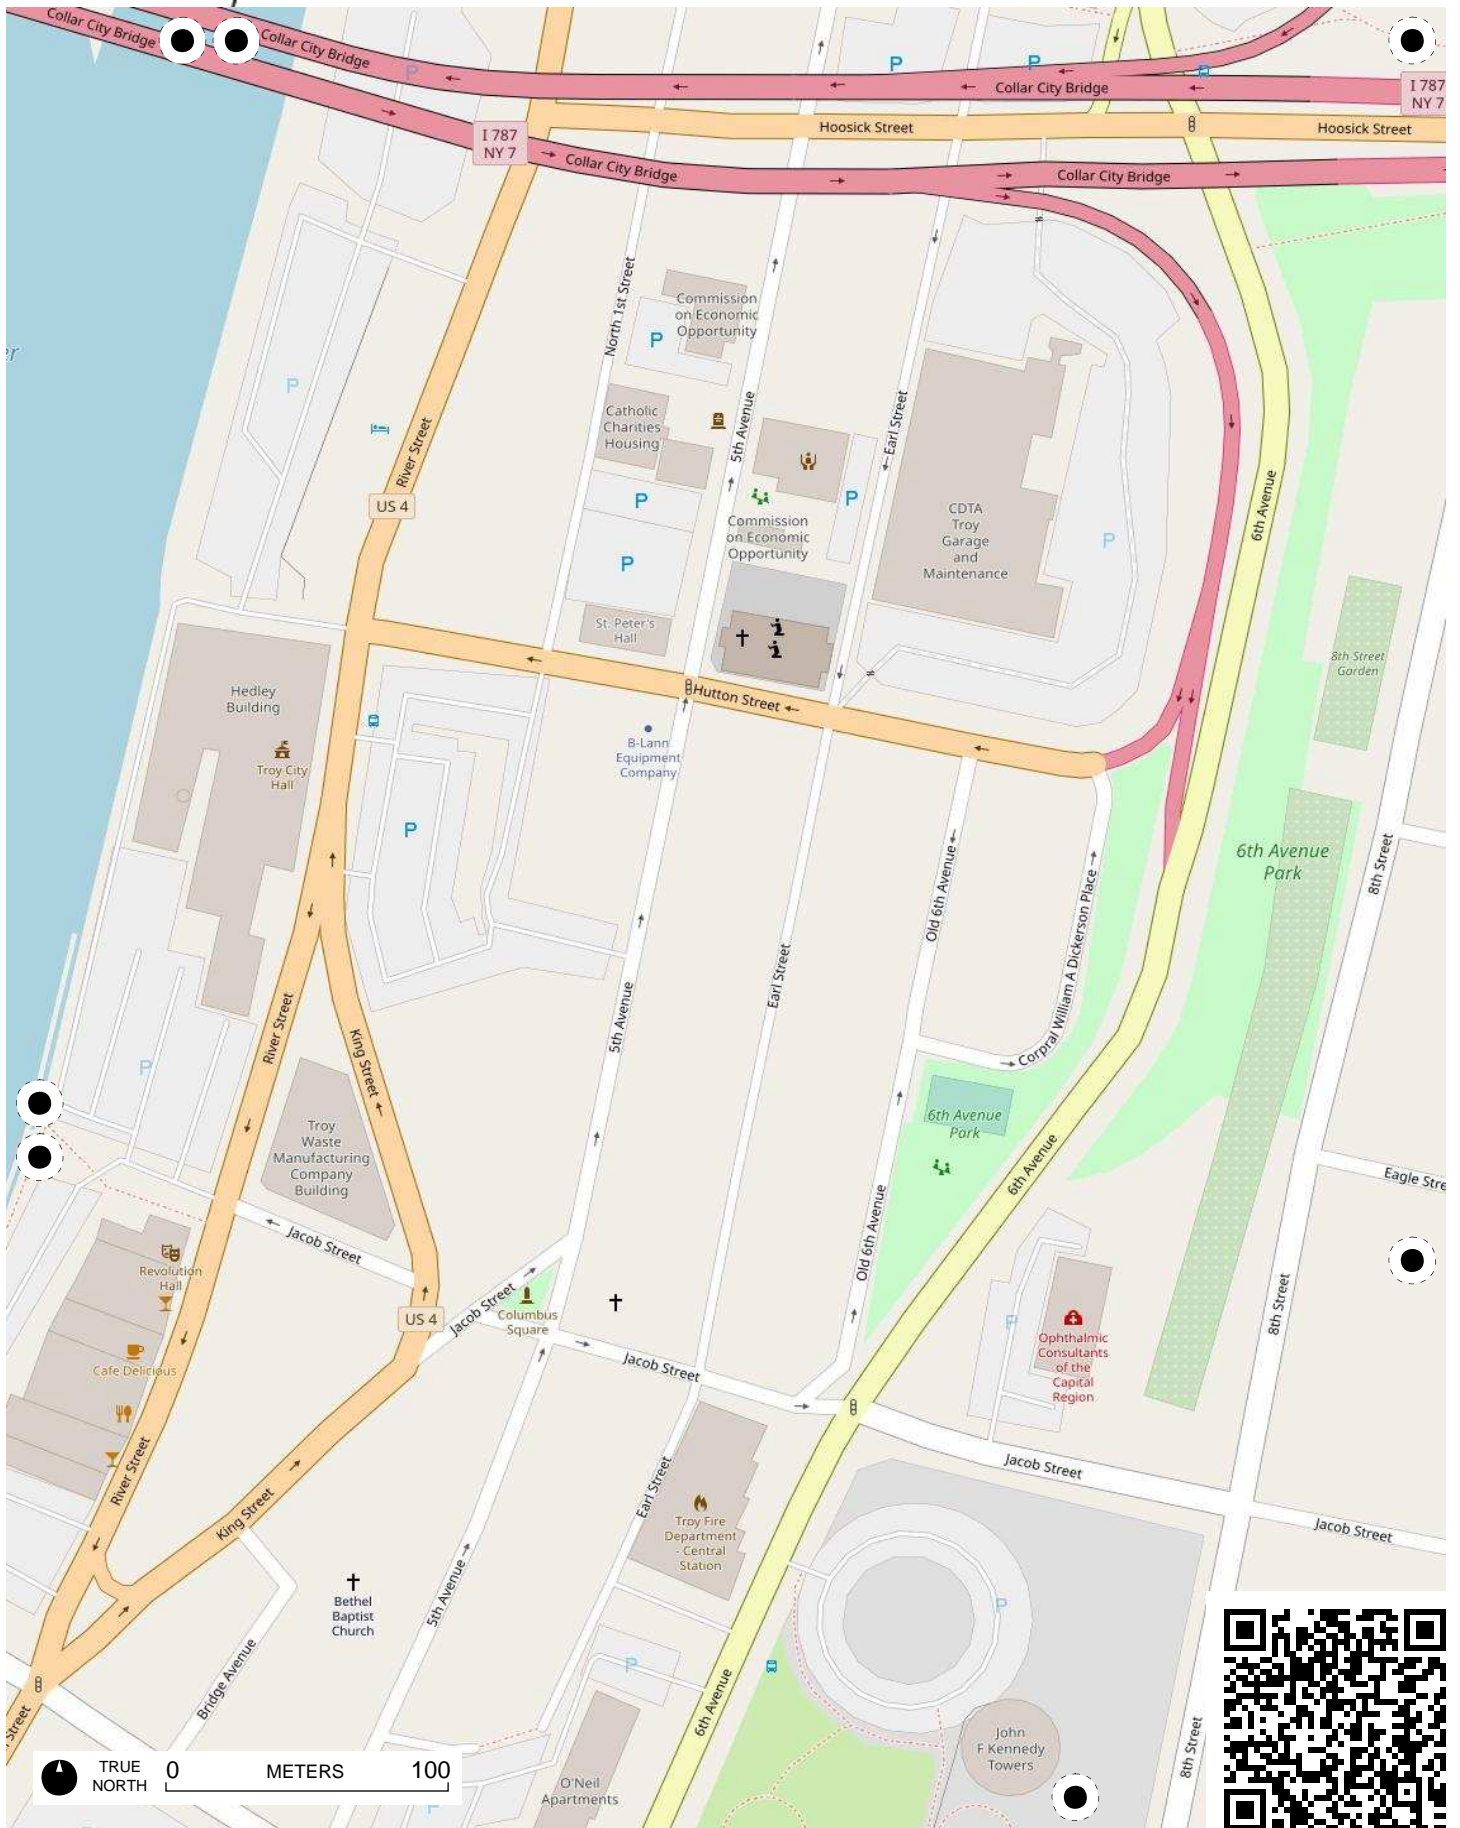 Collar City Bridge
Collar City Bridge
P
P
P
Collar City Bridge
I 787
NY 7
I 787
NY 7
Hoosick Street
Hoosick Street
Collar City Bridge
Collar City Bridge
North 1st Street
Commission
on Economic
Opportunity
P
P
River Street
Catholic
Charities
Housing
5th Avenue
Earl Street
6th Avenue
US 4
P
P
Commission
on Economic
Opportunity
CDTA
Troy
Garage
and
Maintenance
P
P
St. Peter's
Hall
8th Street
Garden
Hedley
Building
Hutton Street
B-Lann
Equipment
Company
Troy City
Hall
P
6th Avenue
Park
8th Street
Old 6th Avenue
Corpral William A Dickerson Place
Earl Street
5th Avenue
River Street
King Street
P
6th Avenue
Park
Troy
Waste
Manufacturing
Company
Building
6th Avenue
Eagle Stre
Old 6th Avenue
Jacob Street
Revolution
Hall
8th Street
US 4
Jacob Street
Columbus
Square
P
Ophthalmic
Consultants
of the
Capital
Region
Cafe Delicious
Jacob Street
River Street
Jacob Street
Earl Street
King Street
Troy Fire
Department
- Central
Station
Jacob Street
5th Avenue
Bethel
Baptist
Church
P
P
Bridge Avenue
6th Avenue
Street
John
F Kennedy
Towers
8th Street
TRUE
NORTH
0 METERS 100
O'Neil
Apartments
P